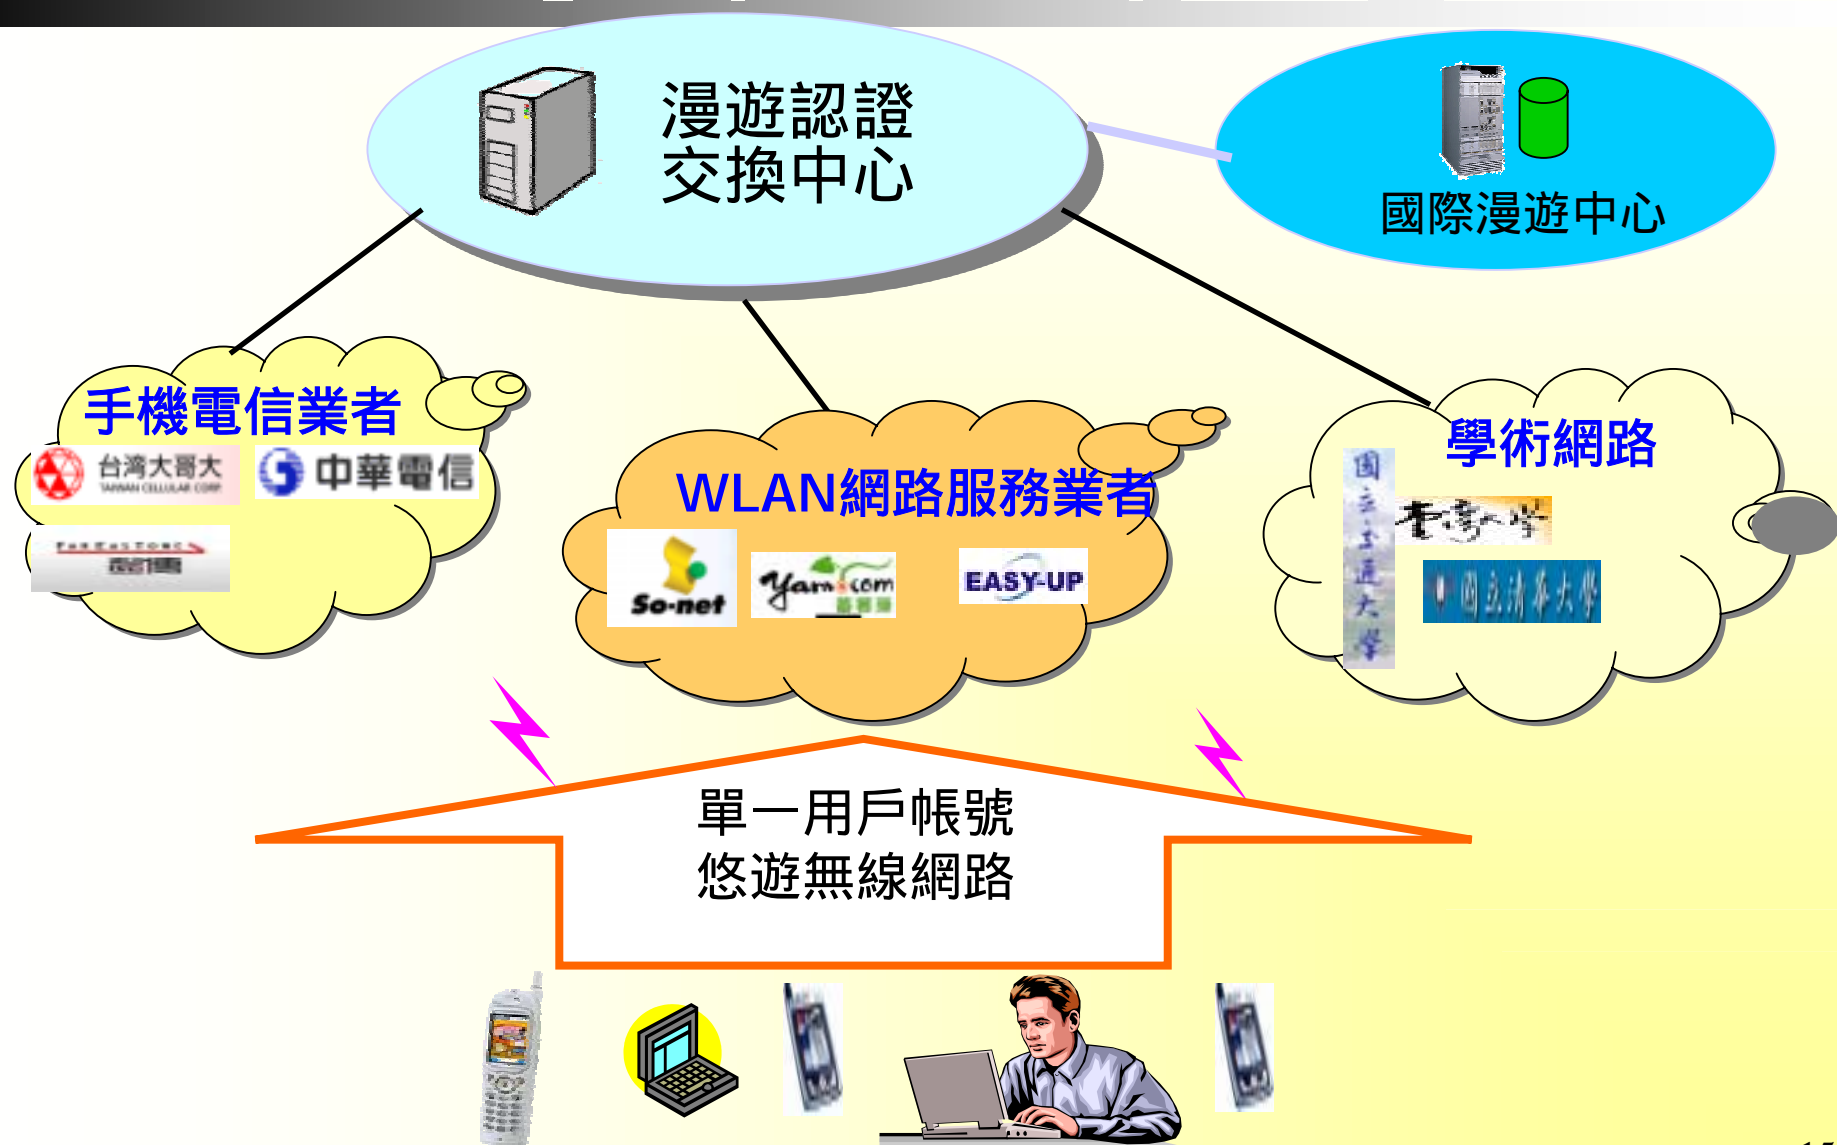 漫遊認證
交換中心
國際漫遊中心
手機電信業者
台湾大哥大
TAIWAN CELLULAR CORP.
中華電信
FAREASTONE
WLAN網路服務業者
So-net
yam.com
EASY-UP
學術網路
國立交通大學
臺灣大學
國立清華大學
單一用戶帳號
悠遊無線網路